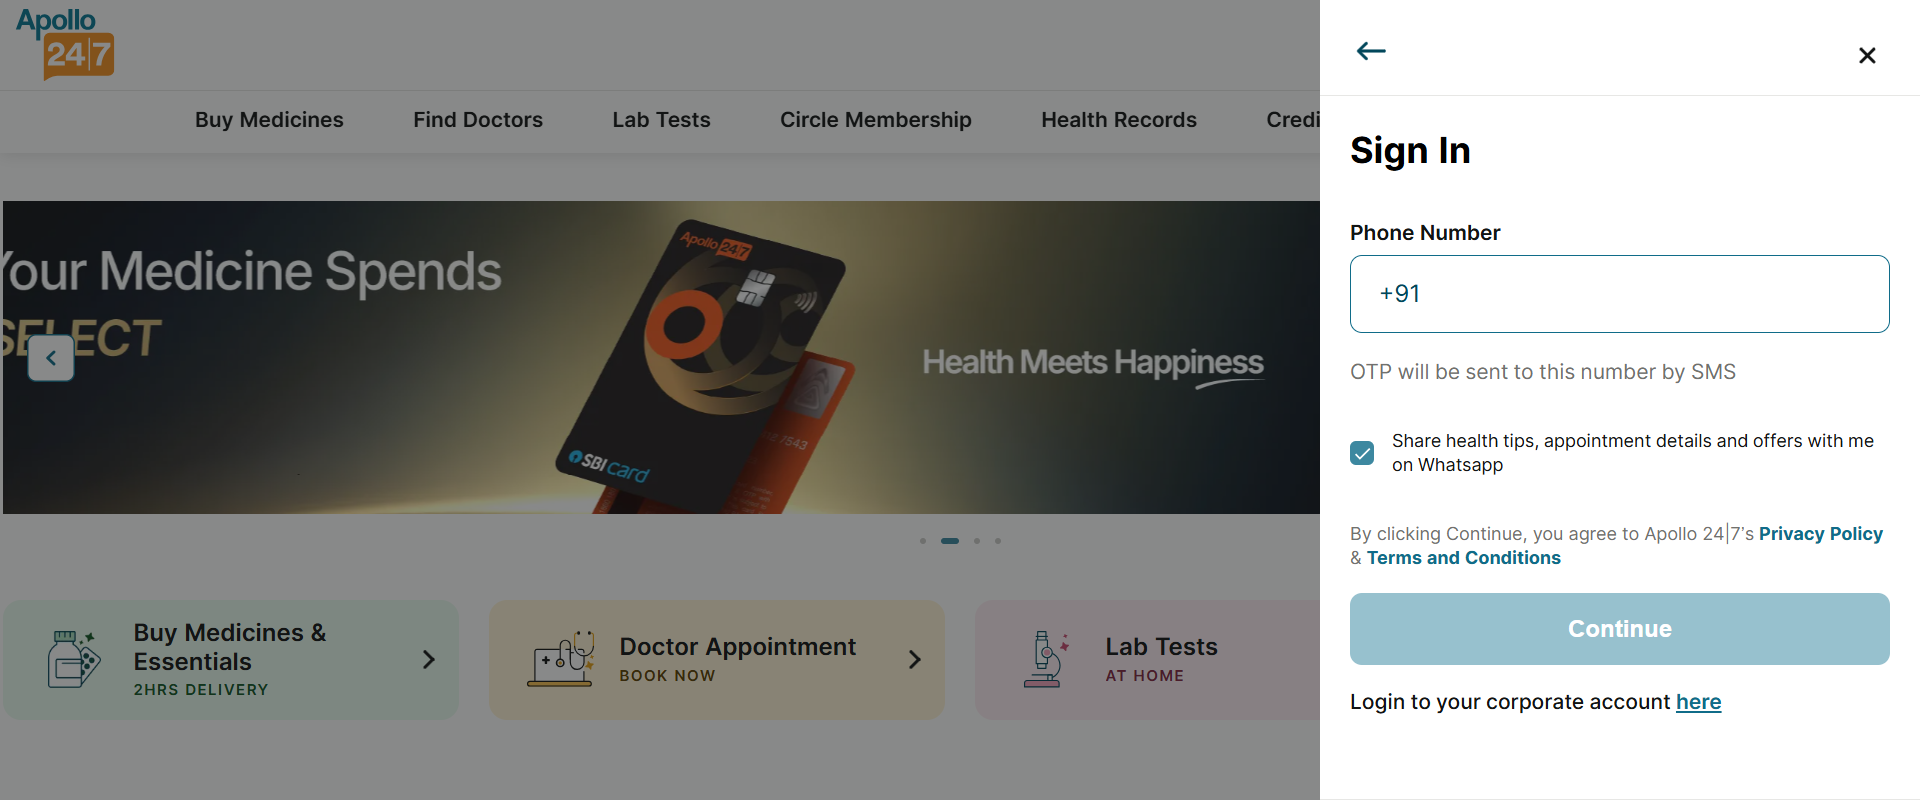 Apollo
24|7
Buy Medicines
Find Doctors
Lab Tests
Circle Membership
Health Records
Your Medicine Spends
SELECT
Apollo 24|7
SBI card
7543
Health Meets Happiness
Buy Medicines &
Essentials
2HRS DELIVERY
Doctor Appointment
BOOK NOW
Lab Tests
AT HOME
Sign In
Phone Number
+91
OTP will be sent to this number by SMS
Share health tips, appointment details and offers with me
on Whatsapp
By clicking Continue, you agree to Apollo 24|7's Privacy Policy
& Terms and Conditions
Continue
Login to your corporate account here